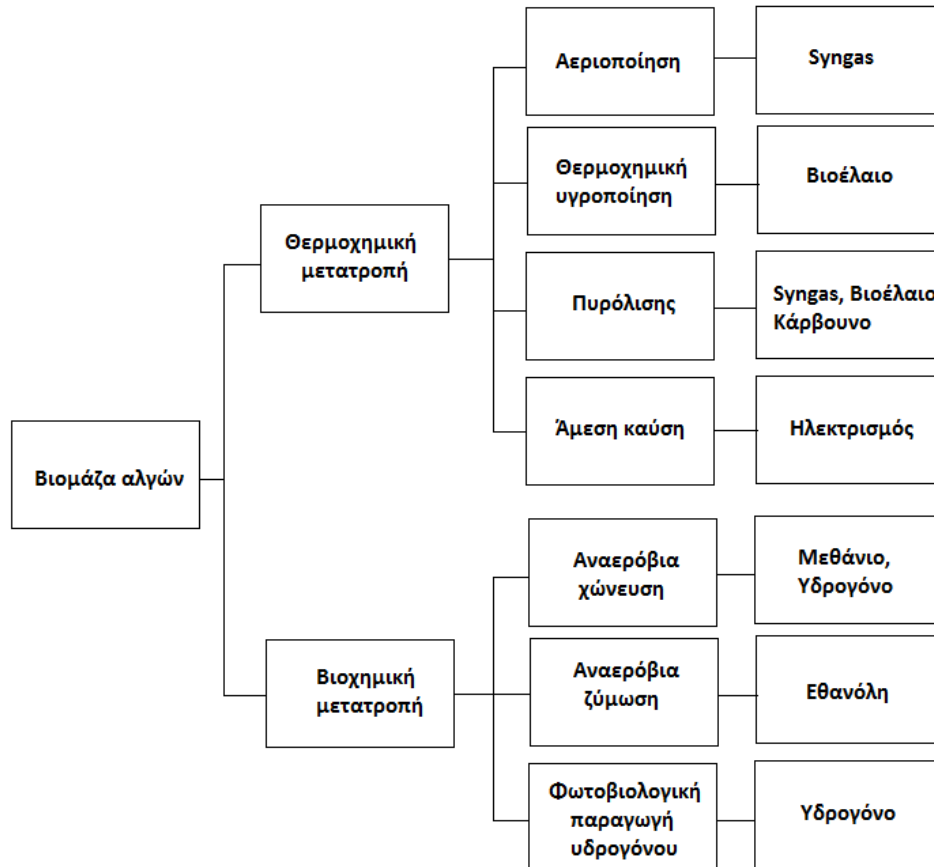 Αεριοποίηση
Syngas
Θερμοχημική
υγροποίηση
Βιοέλαιο
Θερμοχημική
μετατροπή
Πυρόλισης
Syngas, Βιοέλαιο
Κάρβουνο
Άμεση καύση
Ηλεκτρισμός
Βιομάζα αλγών
Αναερόβια
χώνευση
Μεθάνιο,
Υδρογόνο
Βιοχημική
μετατροπή
Αναερόβια
ζύμωση
Εθανόλη
Φωτοβιολογική
παραγωγή
υδρογόνου
Υδρογόνο